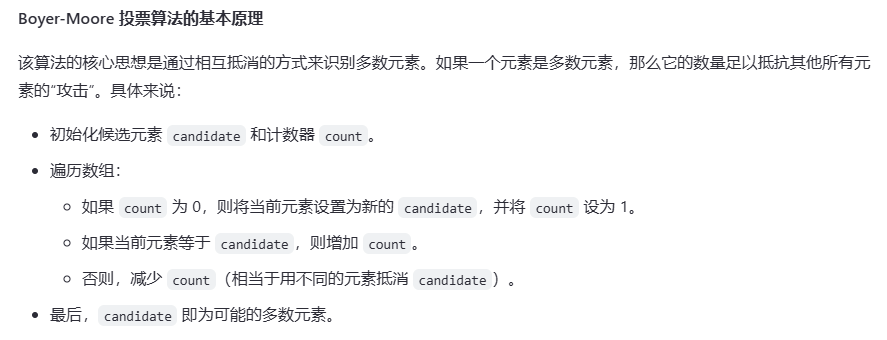 Boyer-Moore 投票算法的基本原理
该算法的核心思想是通过相互抵消的方式来识别多数元素。如果一个元素是多数元素，那么它的数量足以抵抗其他所有元
素的“攻击”。具体来说：
• 初始化候选元素 candidate 和计数器 count 。
• 遍历数组：
◦ 如果 count 为 0，则将当前元素设置为新的 candidate ，并将 count 设为 1。
◦ 如果当前元素等于 candidate ，则增加 count 。
◦ 否则，减少 count （相当于用不同的元素抵消 candidate ）。
• 最后， candidate 即为可能的多数元素。